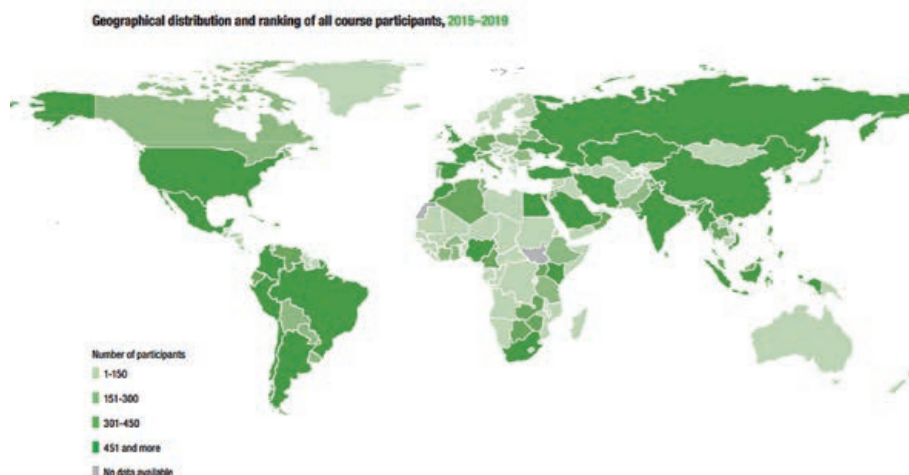 Geographical distribution and ranking of all course participants, 2015–2019
Number of participants
1-150
151-300
301-450
451 and more
No data available